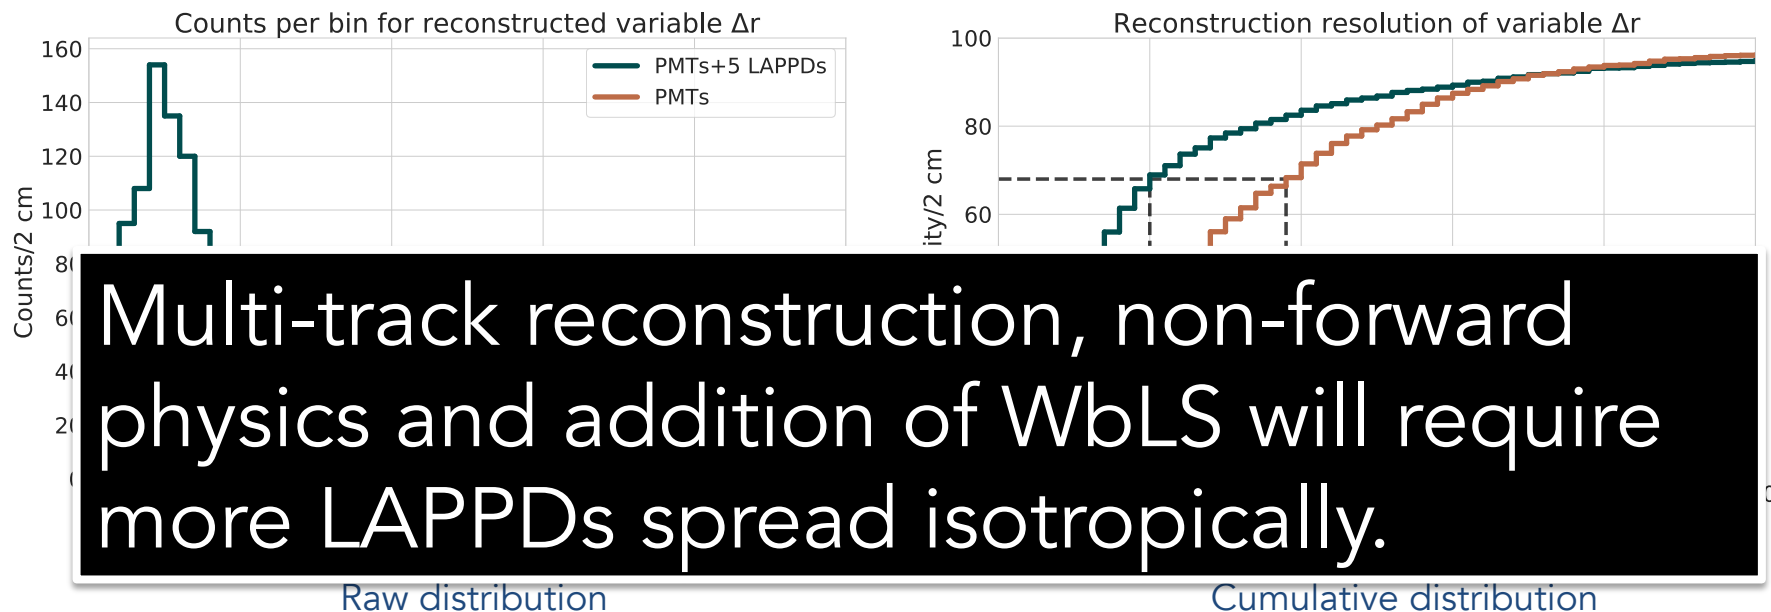 Counts per bin for reconstructed variable Δr
160
140
120
100
Counts/2 cm
PMTs+5 LAPPDs
PMTs
Reconstruction resolution of variable Δr
100
80
60
Multi-track reconstruction, non-forward
physics and addition of WbLS will require
more LAPPDs spread isotropically.
Raw distribution
Cumulative distribution